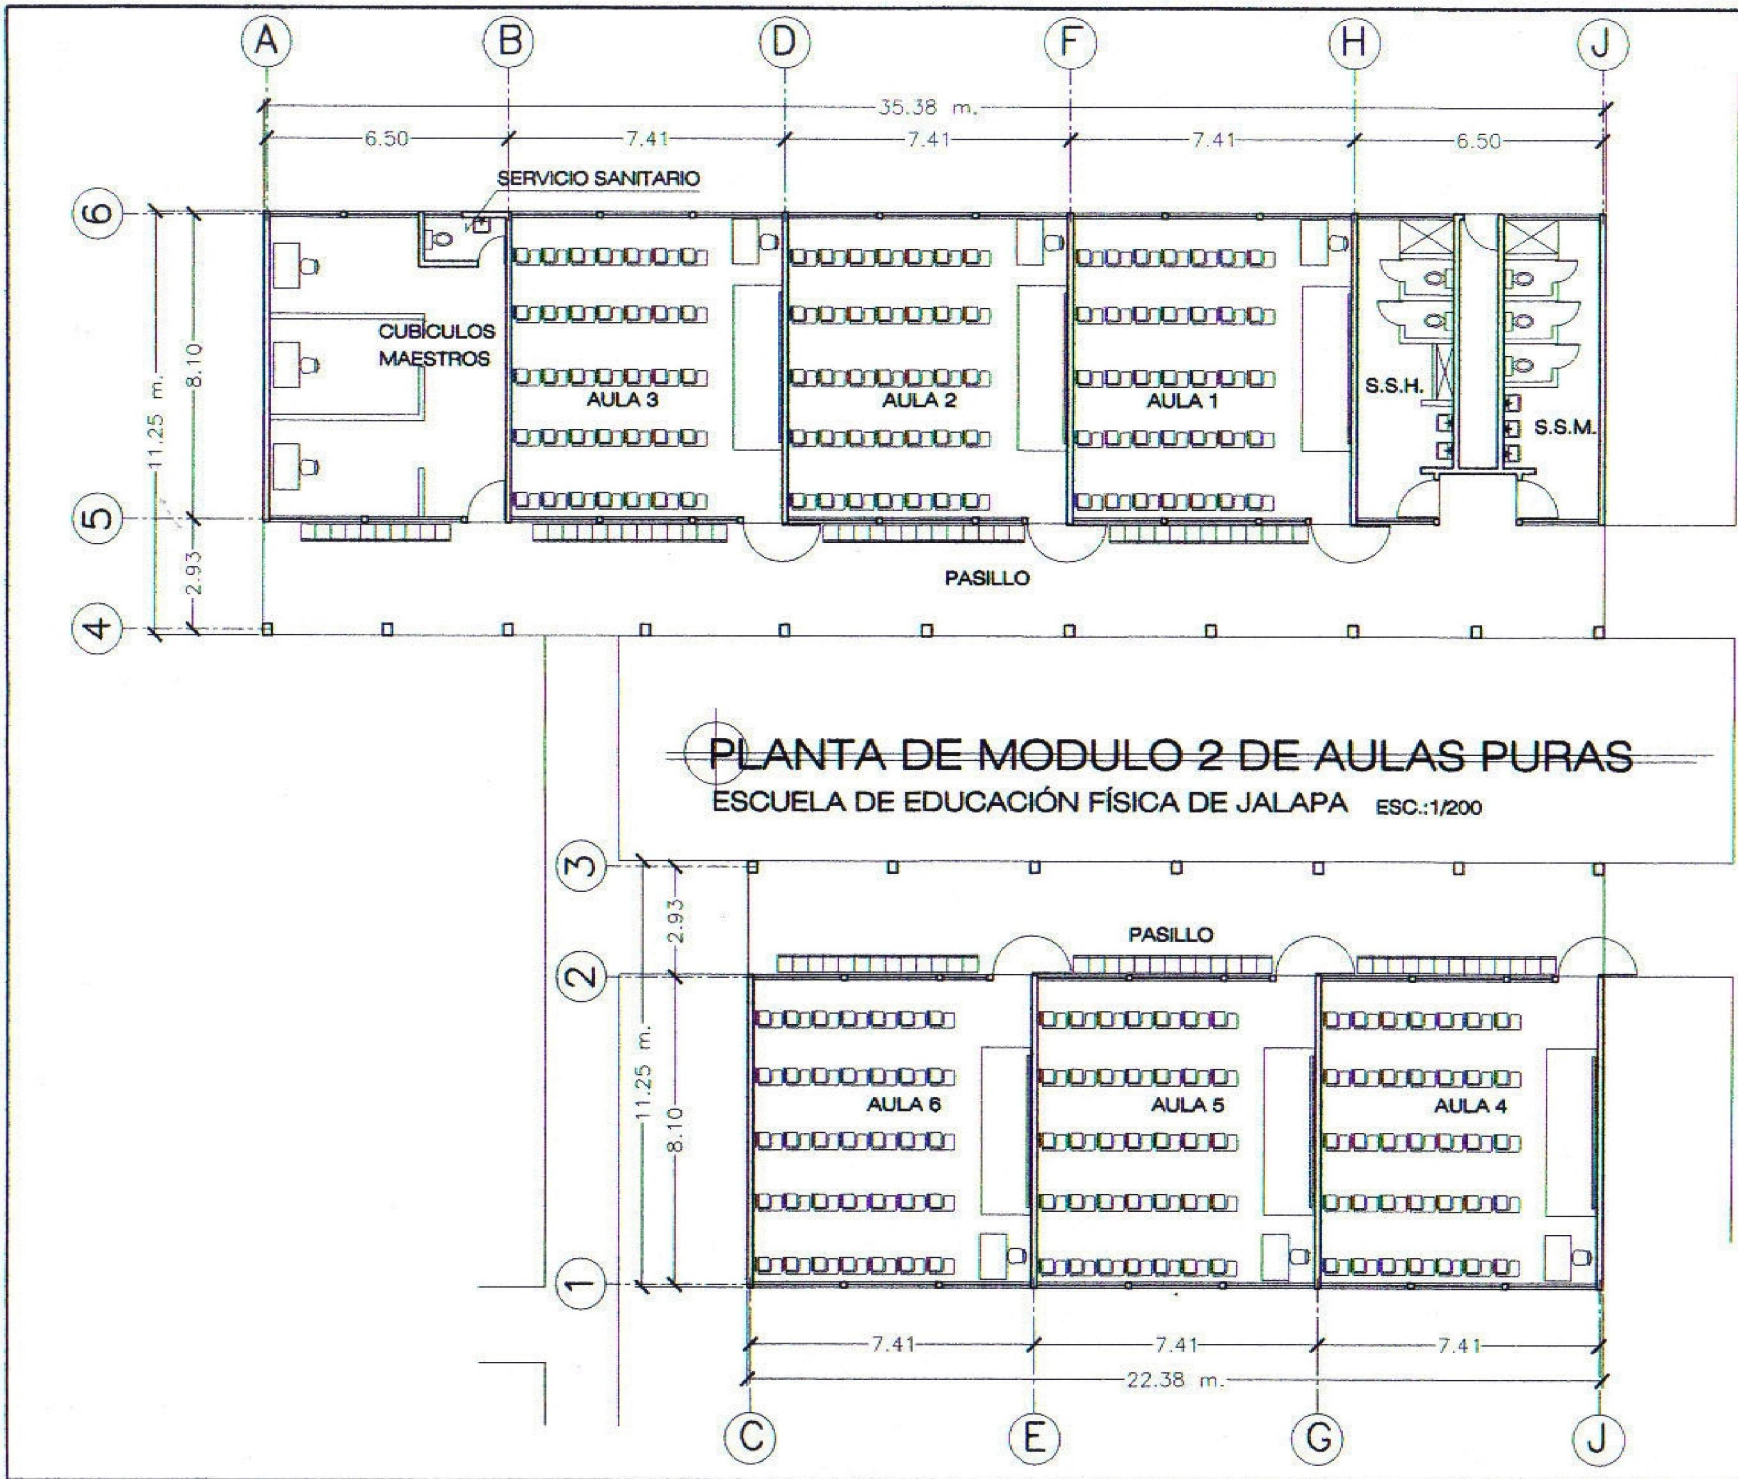 A B D F H J
35.38 m.
6.50 7.41 7.41 7.41 6.50
SERVICIO SANITARIO
6
CUBICULOS
MAESTROS
8.10
11.25 m.
AULA 3
AULA 2
AULA 1
S.S.H.
S.S.M.
5
2.93
PASILLO
4
PLANTA DE MODULO 2 DE AULAS PURAS
ESCUELA DE EDUCACIÓN FÍSICA DE JALAPA ESC.:1/200
3
2.93
PASILLO
2
11.25 m.
8.10
AULA 6
AULA 5
AULA 4
1
7.41 7.41 7.41
22.38 m.
C E G J